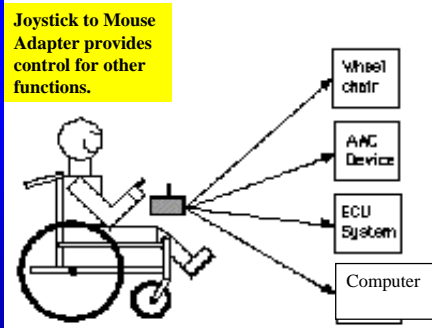 Joystick to Mouse
Adapter provides
control for other
functions.
Wheel
chair
AAC
Device
ECU
System
Computer